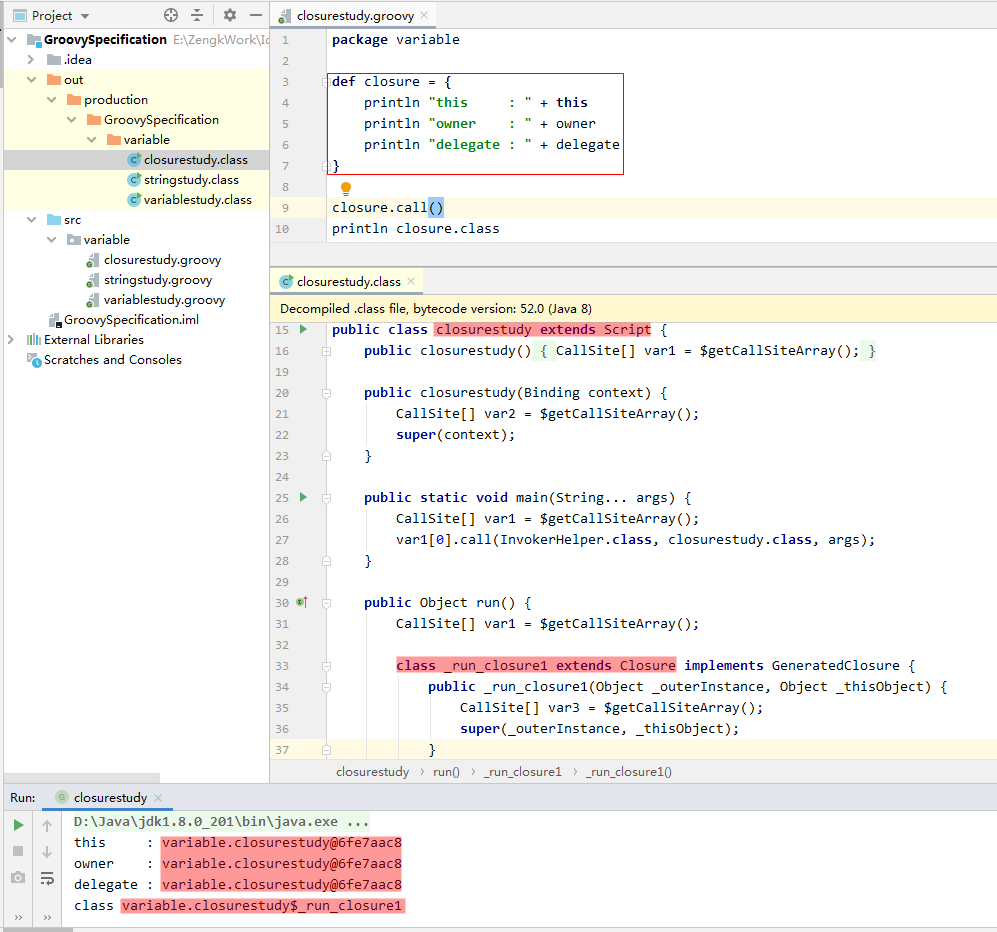 Project
GroovySpecification E:\ZengkWork\Ic
.idea
out
production
GroovySpecification
variable
closurestudy.class
stringstudy.class
variablestudy.class
src
variable
closurestudy.groovy
stringstudy.groovy
variablestudy.groovy
GroovySpecification.iml
External Libraries
Scratches and Consoles
closurestudy.groovy
1 package variable
2
3 def closure = {
4 println "this     : " + this
5 println "owner    : " + owner
6 println "delegate : " + delegate
7 }
8
9 closure.call()
10 println closure.class
closurestudy.class
Decompiled .class file, bytecode version: 52.0 (Java 8)
15 public class closurestudy extends Script {
16 public closurestudy() { CallSite[] var1 = $getCallSiteArray(); }
19
20 public closurestudy(Binding context) {
21 CallSite[] var2 = $getCallSiteArray();
22 super(context);
23 }
24
25 public static void main(String... args) {
26 CallSite[] var1 = $getCallSiteArray();
27 var1[0].call(InvokerHelper.class, closurestudy.class, args);
28 }
29
30 public Object run() {
31 CallSite[] var1 = $getCallSiteArray();
32
33 class _run_closure1 extends Closure implements GeneratedClosure {
34 public _run_closure1(Object _outerInstance, Object _thisObject) {
35 CallSite[] var3 = $getCallSiteArray();
36 super(_outerInstance, _thisObject);
37 }
closurestudy › run() › _run_closure1 › _run_closure1()
Run: closurestudy
D:\Java\jdk1.8.0_201\bin\java.exe ...
this     : variable.closurestudy@6fe7aac8
owner    : variable.closurestudy@6fe7aac8
delegate : variable.closurestudy@6fe7aac8
class variable.closurestudy$_run_closure1